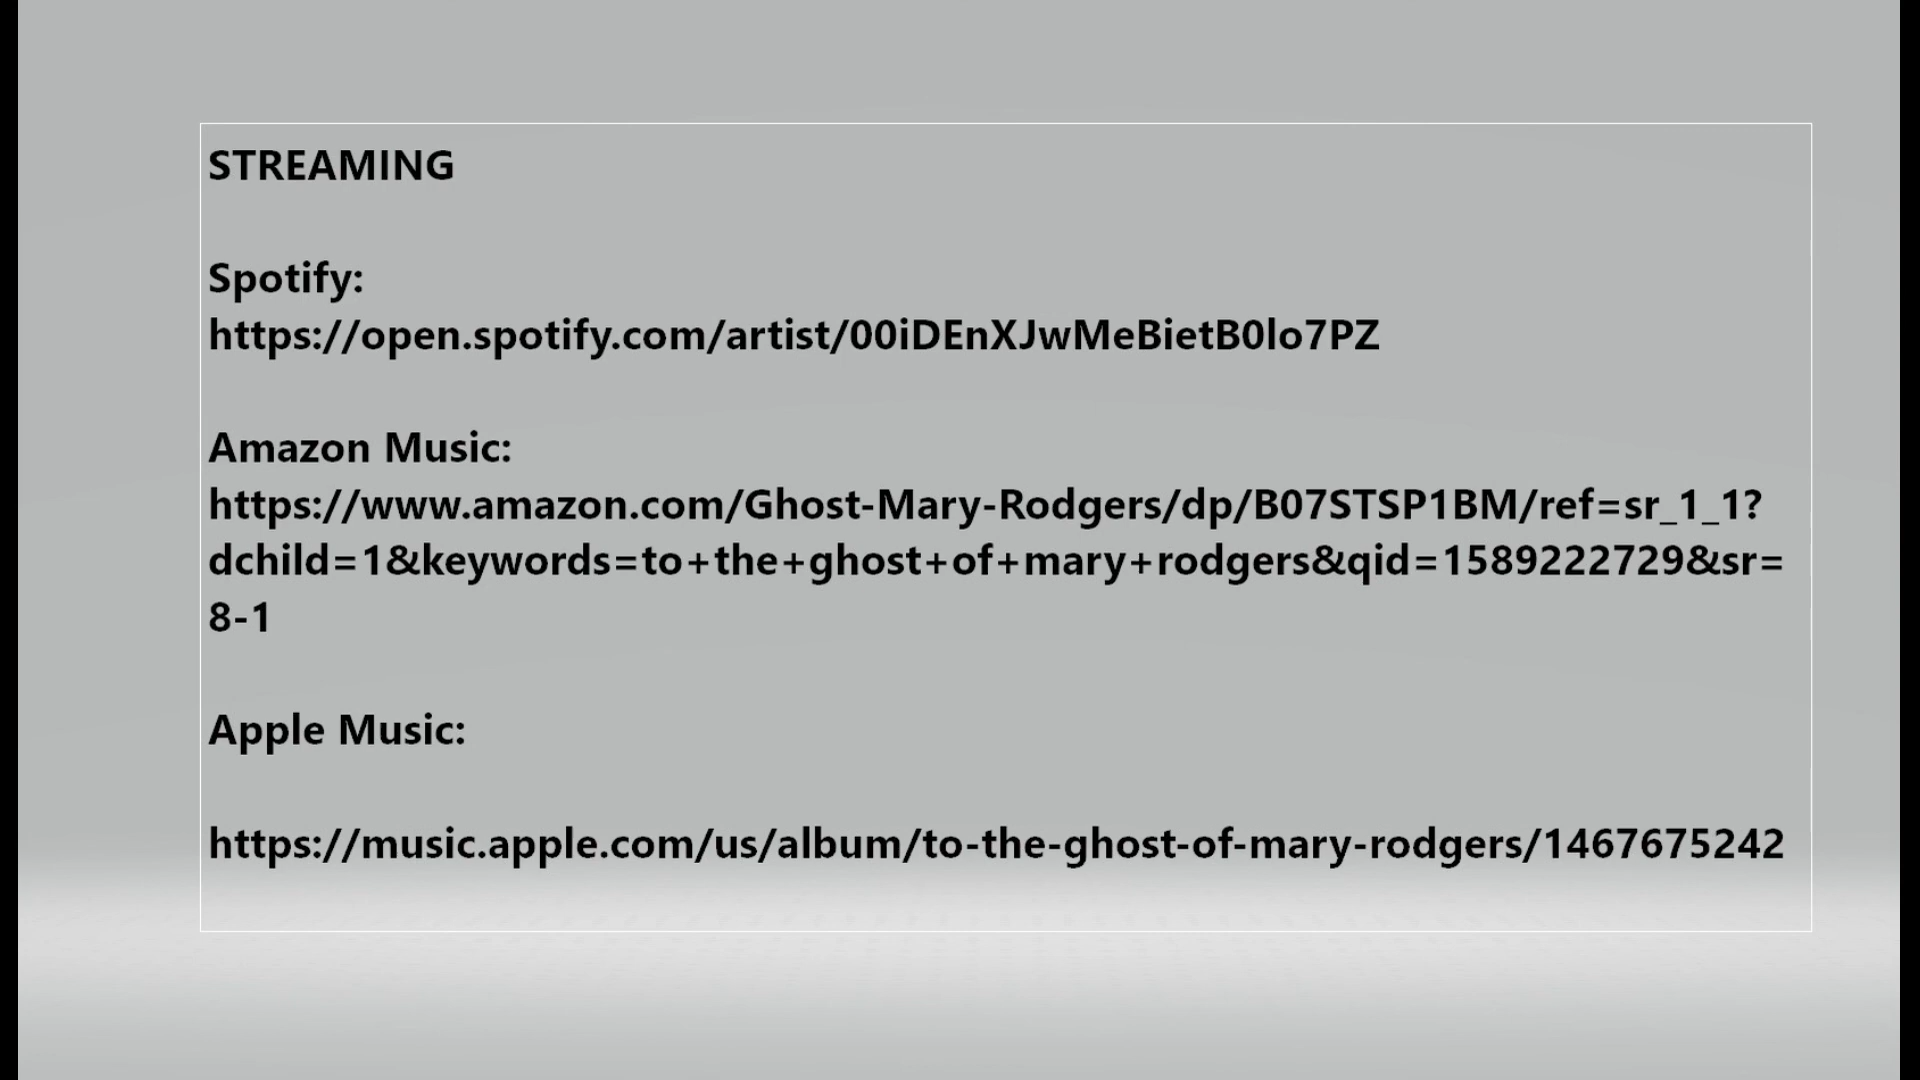 STREAMING
Spotify:
https://open.spotify.com/artist/00iDEnXJwMeBietB0lo7PZ
Amazon Music:
https://www.amazon.com/Ghost-Mary-Rodgers/dp/B07STSP1BM/ref=sr_1_1?
dchild=1&keywords=to+the+ghost+of+mary+rodgers&qid=1589222729&sr=
8-1
Apple Music:
https://music.apple.com/us/album/to-the-ghost-of-mary-rodgers/1467675242